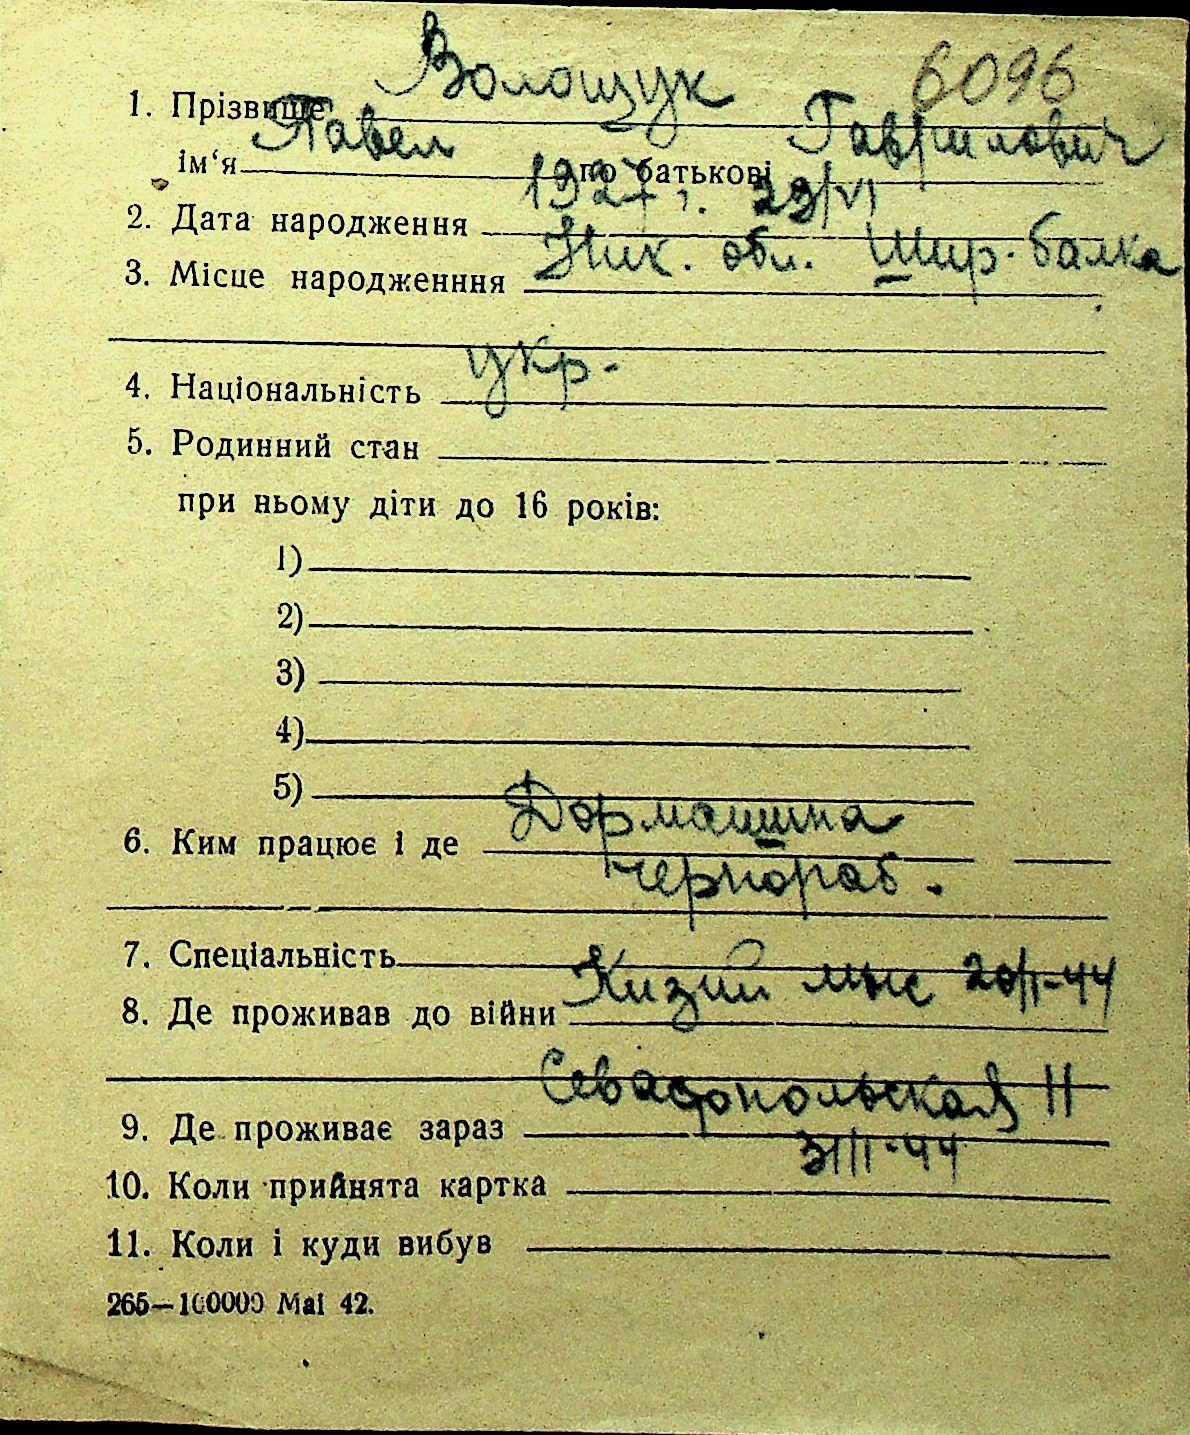 6096
1. Прізвище Волощук
ім‘я Павел по батькові Гаврилович
2. Дата народження 1927 г. 23/VI
3. Місце народженння Ник. обл. Шир. балка
4. Національність укр.
5. Родинний стан
при ньому діти до 16 років:
1)
2)
3)
4)
5)
6. Ким працює і де Дормашина
чернораб.
7. Спеціальність
8. Де проживав до війни Кизий мыс 20/I-44
9. Де проживає зараз Севастопольская 11
10. Коли прийнята картка 31/I-44
11. Коли і куди вибув
265—100000 Mai 42.